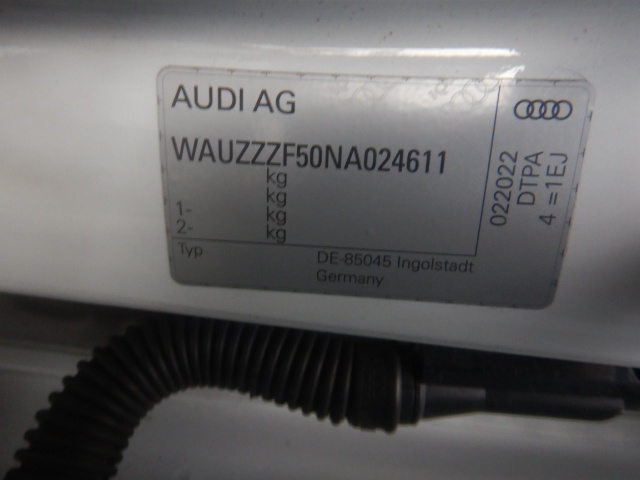 AUDI AG
WAUZZZF50NA024611
kg
kg
1- kg
2- kg
Typ
DE-85045 Ingolstadt
Germany
022022
DTPA
4 =1EJ